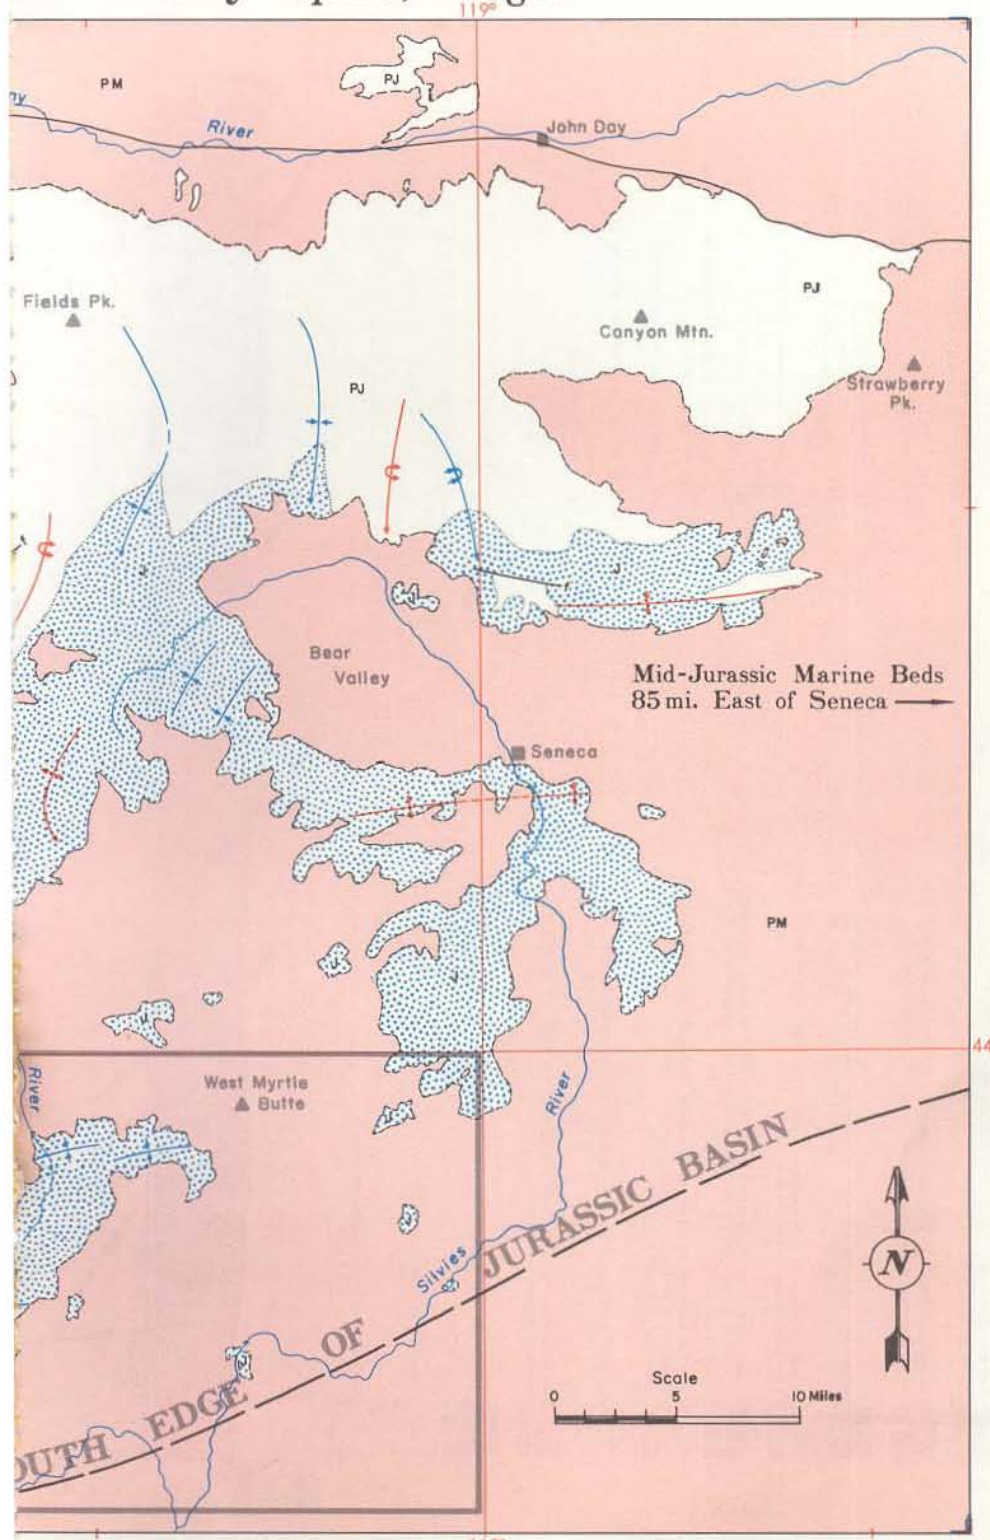 119°
PM
PJ
River
John Day
PJ
Fields Pk.
Canyon Mtn.
PJ
Strawberry
Pk.
J
J
J
Bear
Valley
Mid-Jurassic Marine Beds
85 mi. East of Seneca
Seneca
PM
J
J
J
44
West Myrtle
Butte
River
River
J
J
SOUTH EDGE OF JURASSIC BASIN
Silvies
J
N
Scale
0 5 10 Miles